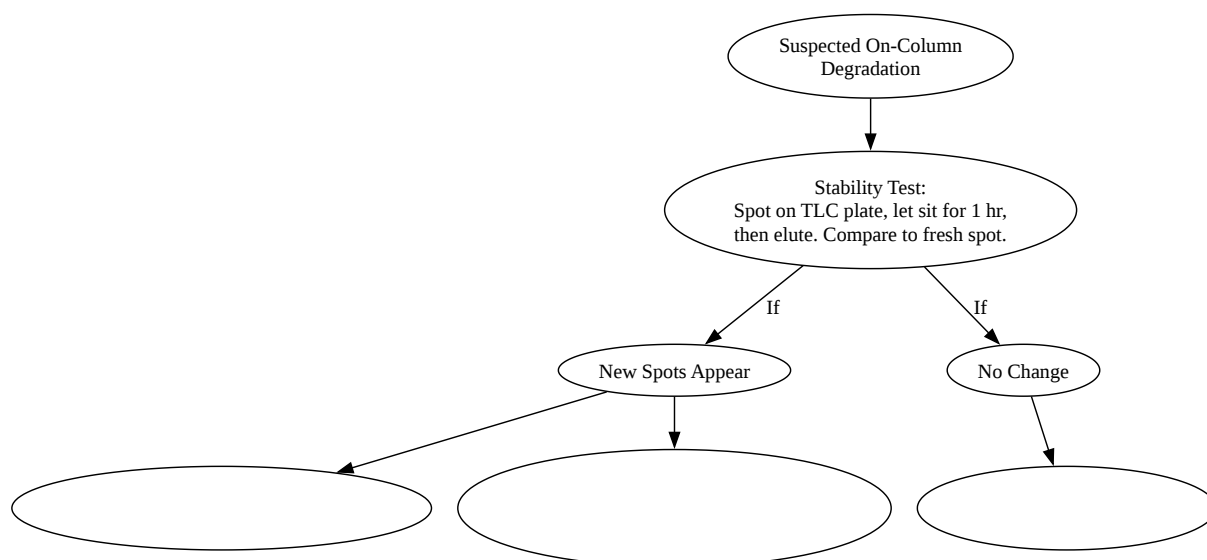 Suspected On-Column
Degradation
Stability Test:
Spot on TLC plate, let sit for 1 hr,
then elute. Compare to fresh spot.
If
If
New Spots Appear
No Change